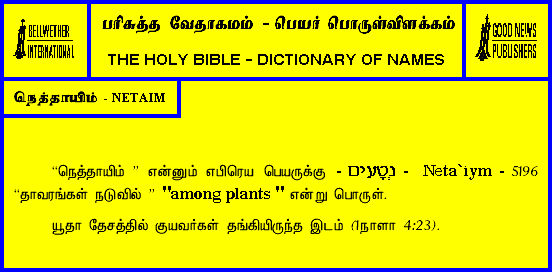 BELLWETHER
INTERNATIONAL
பரிசுத்த வேதாகமம் - பெயர் பொருள்விளக்கம்
THE HOLY BIBLE - DICTIONARY OF NAMES
GOOD NEWS
PUBLISHERS
நெத்தாயிம் - NETAIM
“நெத்தாயிம் ” என்னும் எபிரெய பெயருக்கு - נְטָעִים - Neta`iym - 5196
“தாவரங்கள் நடுவில் ” "among plants " என்று பொருள்.
யூதா தேசத்தில் குயவர்கள் தங்கியிருந்த இடம் (1நாளா 4:23).